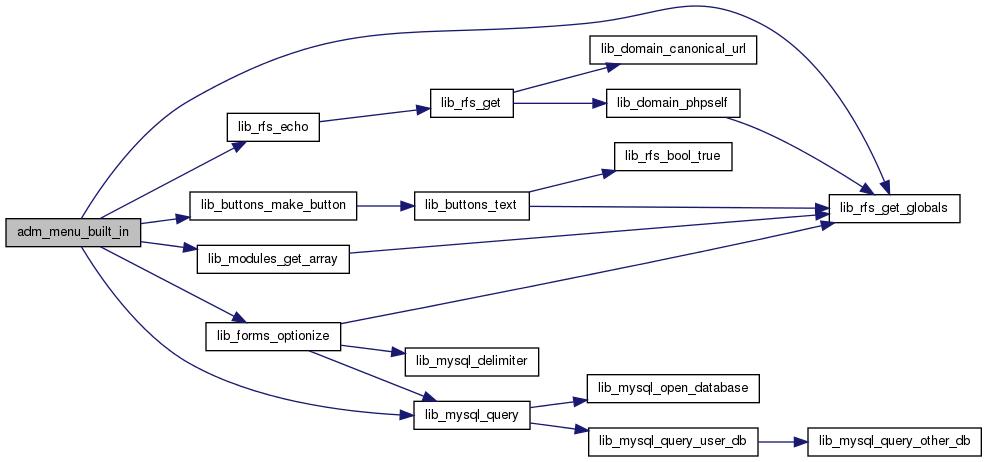 adm_menu_built_in
lib_rfs_echo
lib_rfs_get
lib_domain_canonical_url
lib_domain_phpself
lib_rfs_bool_true
lib_buttons_make_button
lib_buttons_text
lib_rfs_get_globals
lib_modules_get_array
lib_forms_optionize
lib_mysql_delimiter
lib_mysql_query
lib_mysql_open_database
lib_mysql_query_user_db
lib_mysql_query_other_db